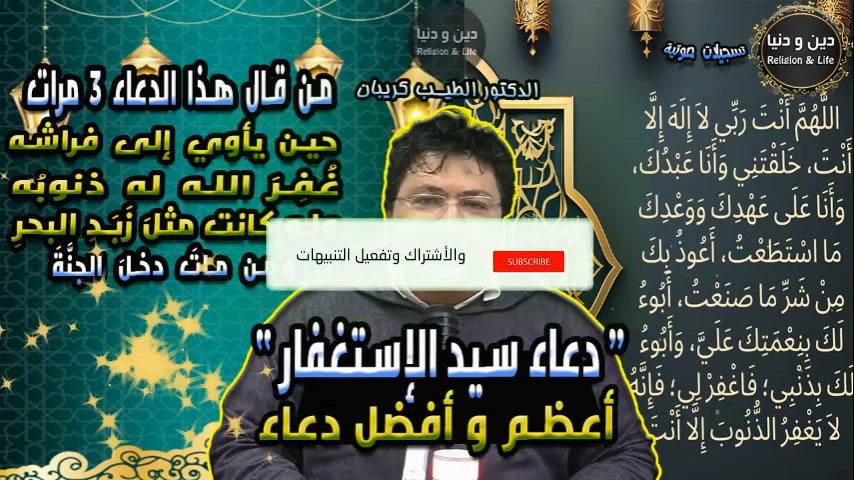 دين و دنيا
Religion & Life
تسجيلات صوتية
دين و دنيا
Religion & Life
الدكتور الطيب كريبان
من قال هذا الدعاء 3 مرات
حين يأوي إلى فراشه
غُفِرَ الله له ذنوبُه
كانت مثلَ زَبَدِ البحرِ
من ماتَ دخلَ الجنَّةَ
اللَّهُمَّ أَنْتَ رَبِّي لاَ إِلَهَ إِلَّا
أَنْتَ، خَلَقْتَنِي وَأَنَا عَبْدُكَ،
وَأَنَا عَلَى عَهْدِكَ وَوَعْدِكَ
مَا اسْتَطَعْتُ، أَعُوذُ بِكَ
مِنْ شَرِّ مَا صَنَعْتُ، أَبُوءُ
لَكَ بِنِعْمَتِكَ عَلَيَّ، وَأَبُوءُ
لَكَ بِذَنْبِي؛ فَاغْفِرْ لِي؛ فَإِنَّهُ
لاَ يَغْفِرُ الذُّنُوبَ إِلَّا أَنْتَ
والأشتراك وتفعيل التنبيهات
SUBSCRIBE
"دعاء سيد الإستغفار"
أعظم و أفضل دعاء